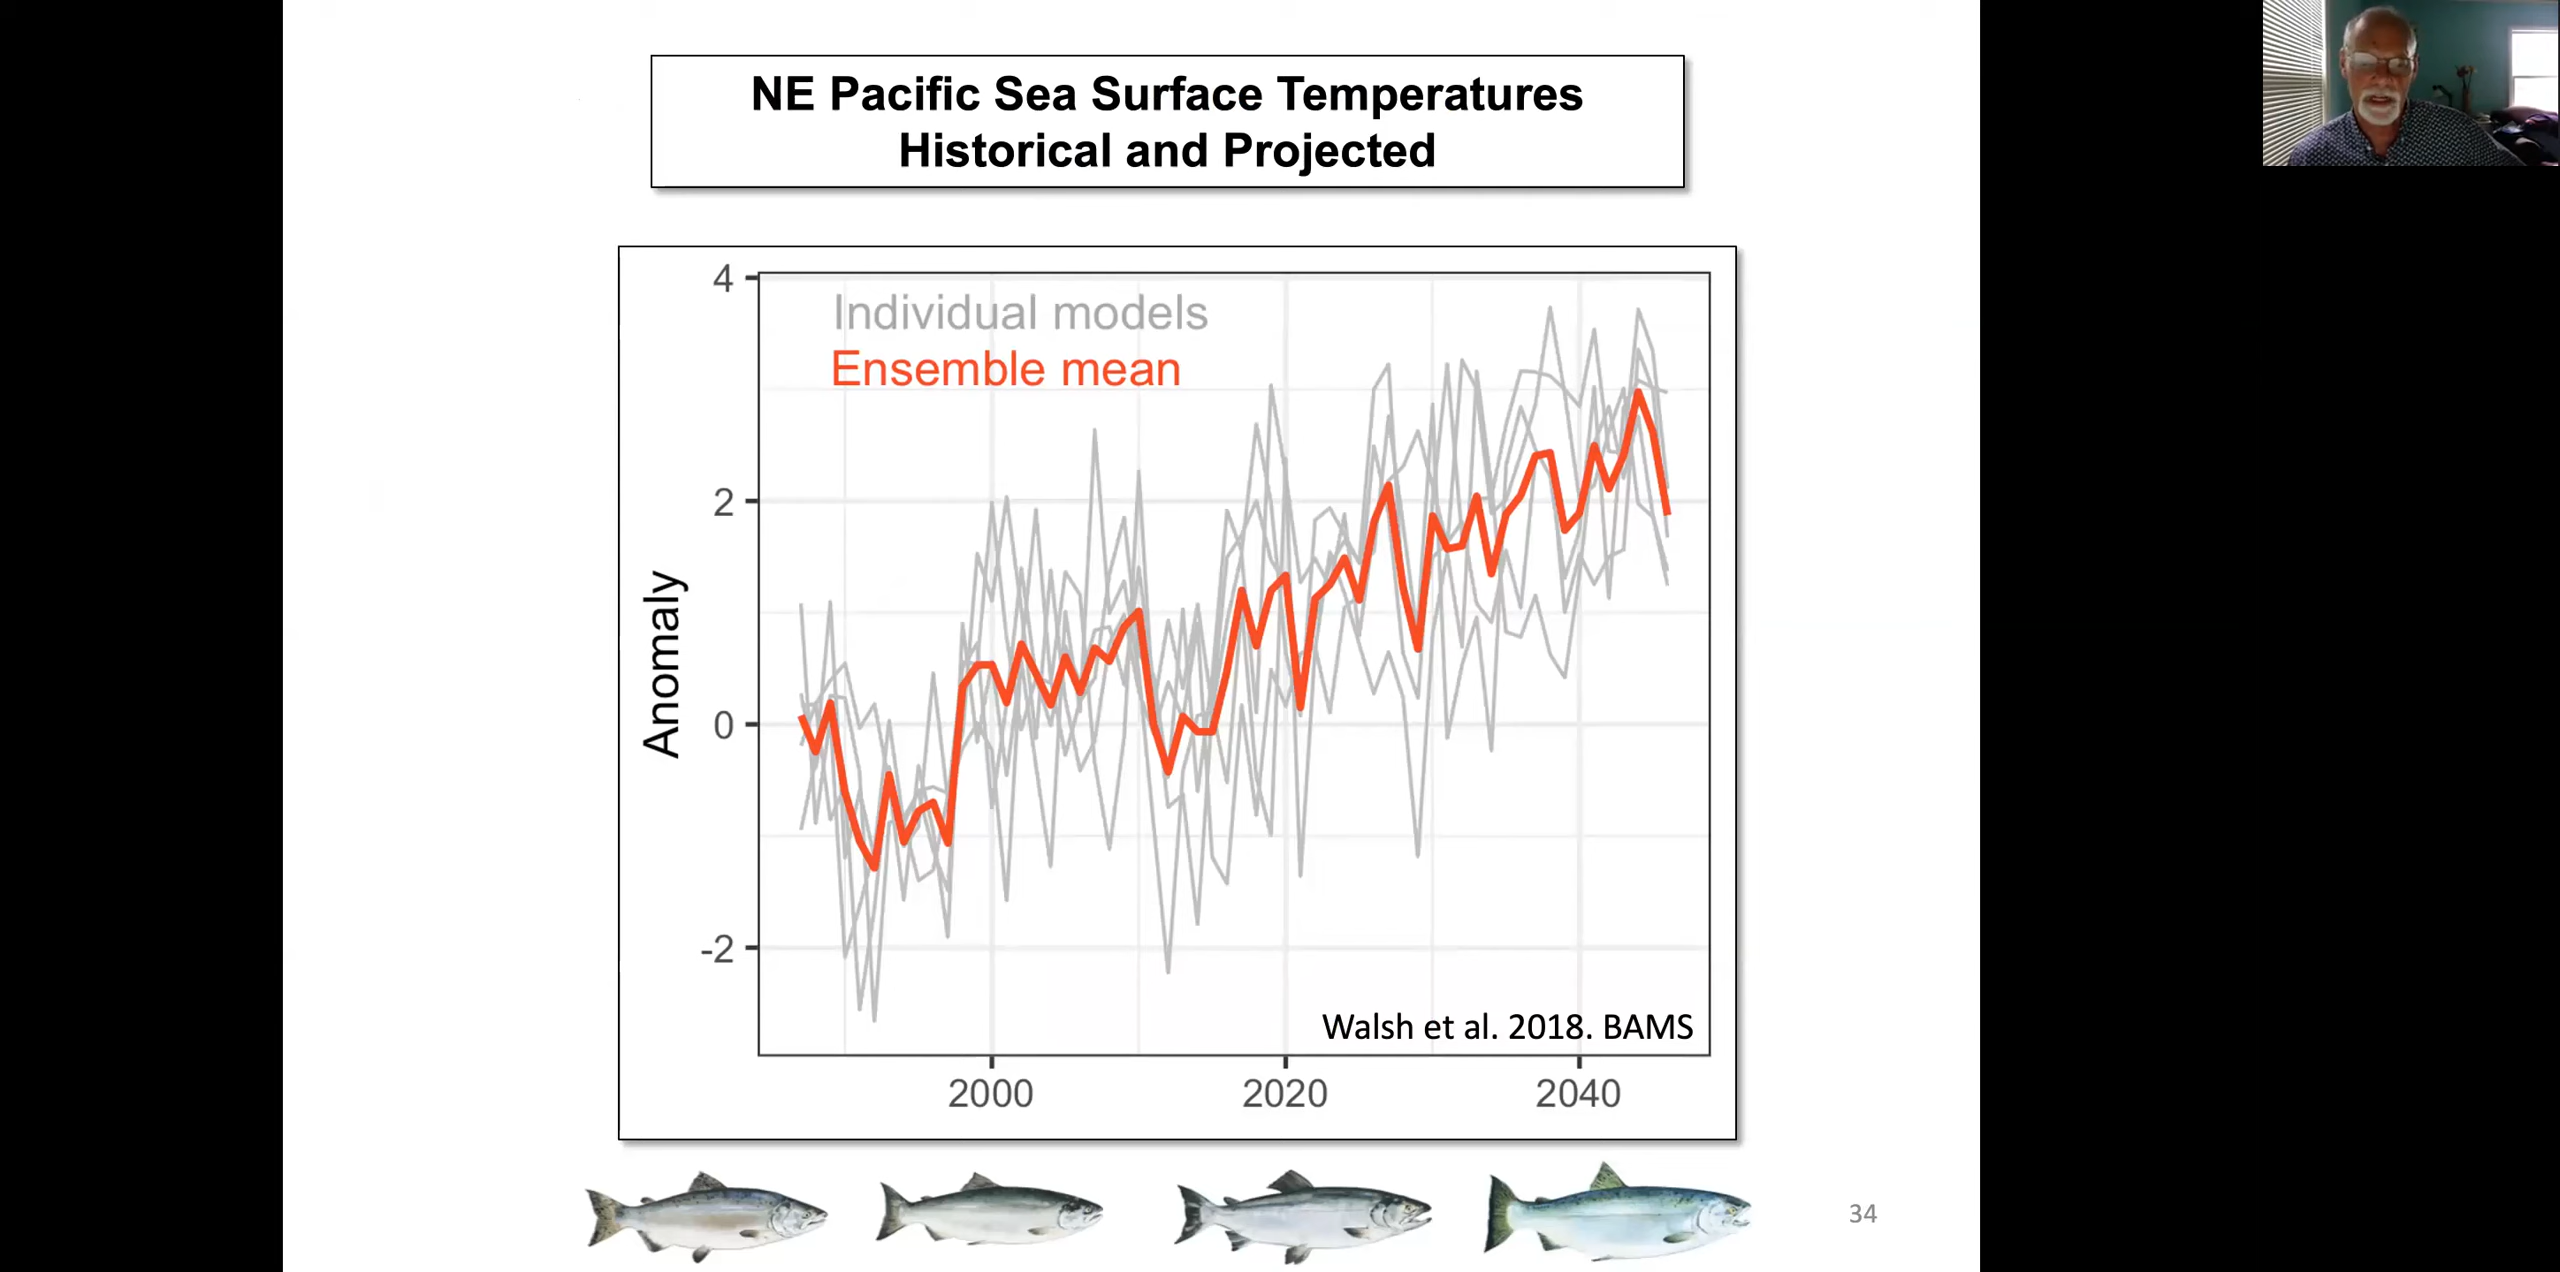 NE Pacific Sea Surface Temperatures
Historical and Projected
Individual models
Ensemble mean
Anomaly
4
2
0
-2
2000
2020
2040
Walsh et al. 2018. BAMS
34